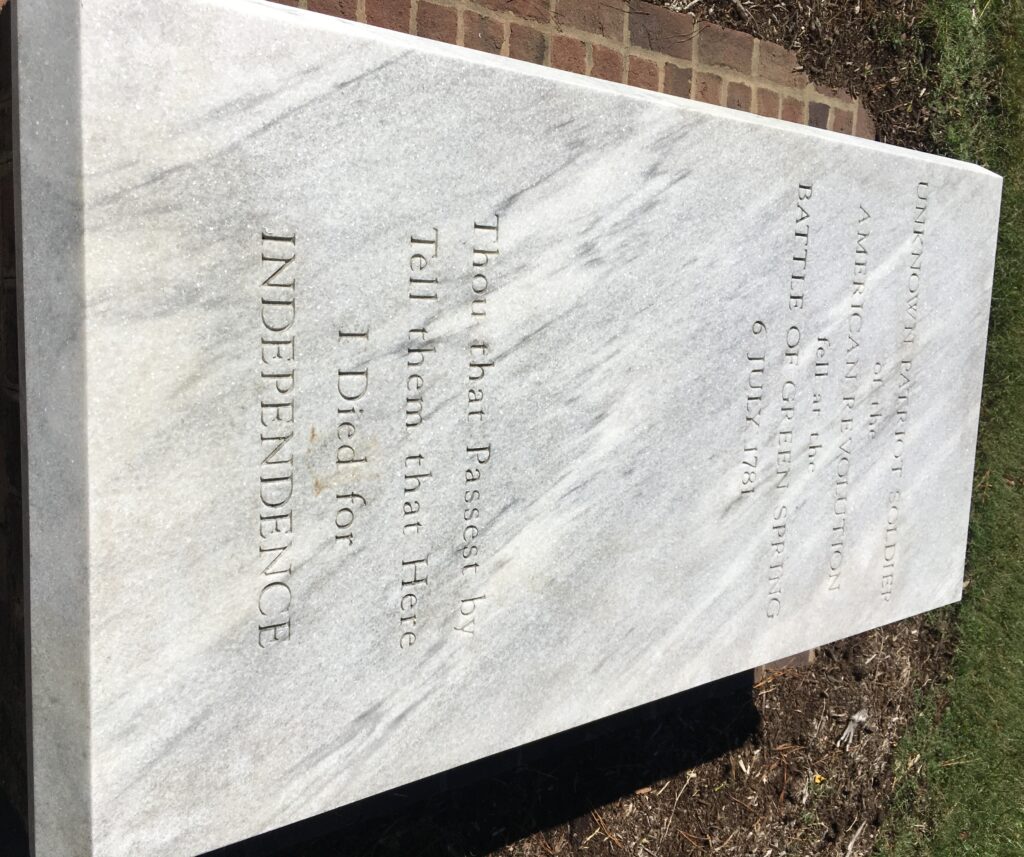 UNKNOWN PATRIOT SOLDIER
of the
AMERICAN REVOLUTION
fell at the
BATTLE OF GREEN SPRING
6 JULY 1781
Thou that Passest by
Tell them that Here
I Died for
INDEPENDENCE